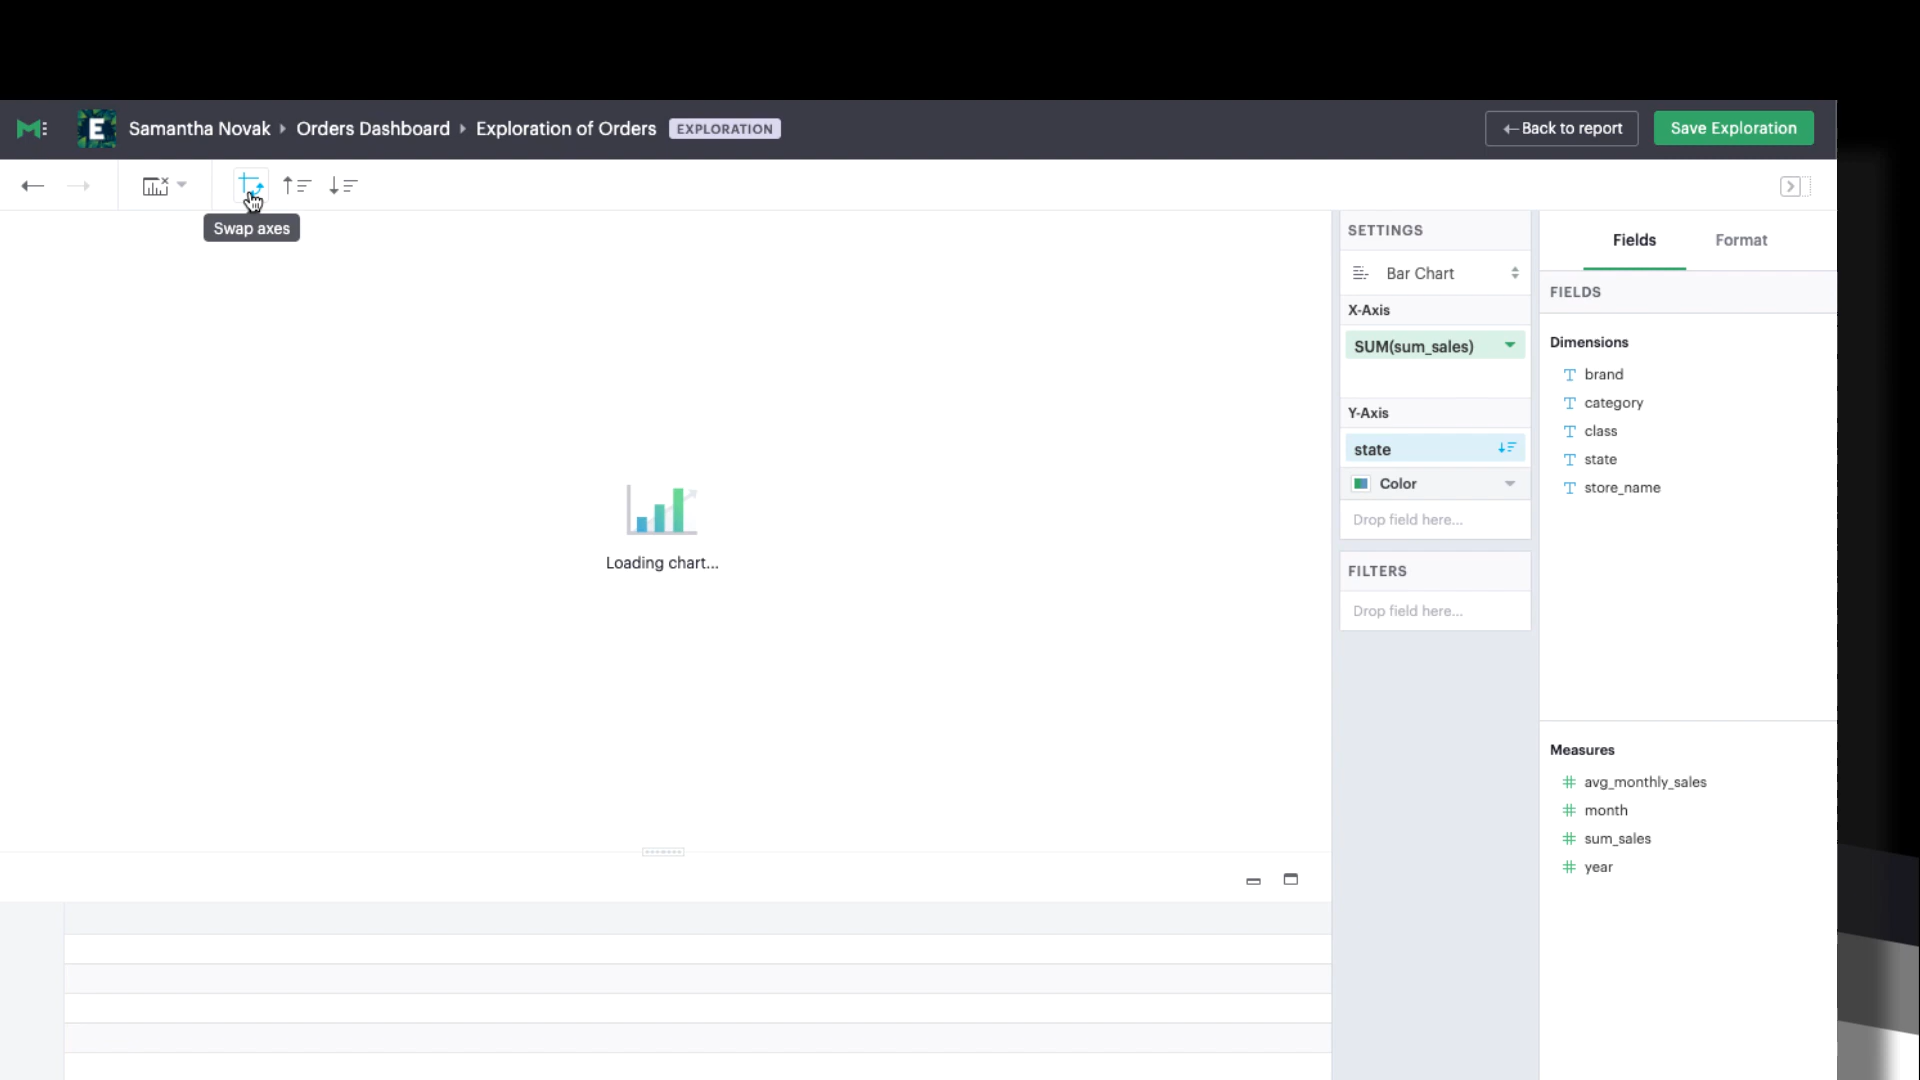 E Samantha Novak Orders Dashboard Exploration of Orders EXPLORATION ←Back to report Save Exploration
Swap axes
SETTINGS
Bar Chart
X-Axis
SUM(sum_sales)
Y-Axis
state
Color
Drop field here...
FILTERS
Drop field here...
Fields Format
FIELDS
Dimensions
brand
category
class
state
store_name
Measures
avg_monthly_sales
month
sum_sales
year
Loading chart...